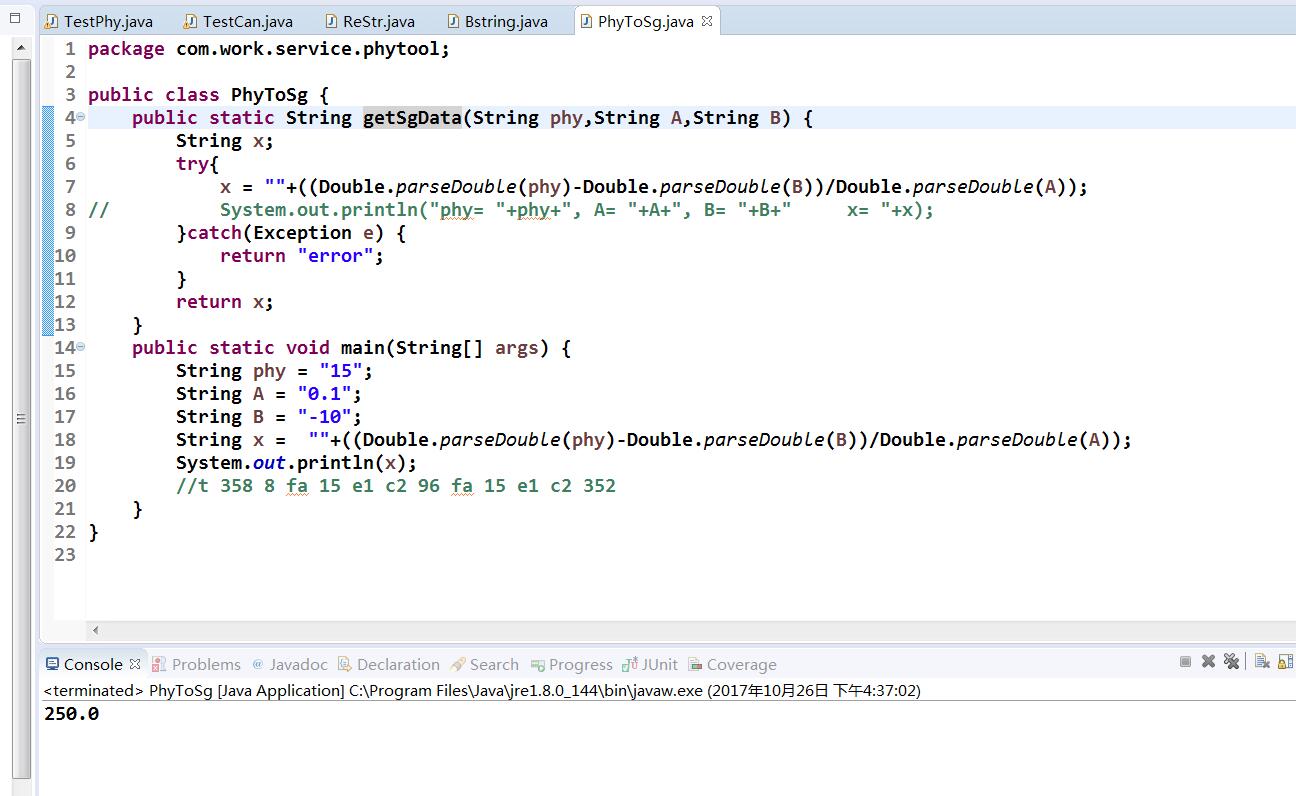 TestPhy.java TestCan.java ReStr.java Bstring.java PhyToSg.java
1 package com.work.service.phytool;
2
3 public class PhyToSg {
4 public static String getSgData(String phy,String A,String B) {
5 String x;
6 try{
7 x = ""+((Double.parseDouble(phy)-Double.parseDouble(B))/Double.parseDouble(A));
8 // System.out.println("phy= "+phy+", A= "+A+", B= "+B+" x= "+x);
9 }catch(Exception e) {
10 return "error";
11 }
12 return x;
13 }
14 public static void main(String[] args) {
15 String phy = "15";
16 String A = "0.1";
17 String B = "-10";
18 String x = ""+((Double.parseDouble(phy)-Double.parseDouble(B))/Double.parseDouble(A));
19 System.out.println(x);
20 //t 358 8 fa 15 e1 c2 96 fa 15 e1 c2 352
21 }
22 }
23
Console Problems @ Javadoc Declaration Search Progress JUnit Coverage
<terminated> PhyToSg [Java Application] C:\Program Files\Java\jre1.8.0_144\bin\javaw.exe (2017年10月26日 下午4:37:02)
250.0